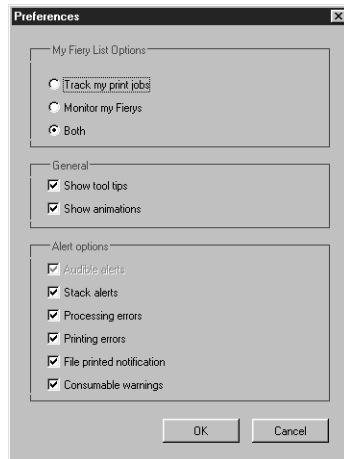 Preferences
My Fiery List Options
Track my print jobs
Monitor my Fierys
Both
General
Show tool tips
Show animations
Alert options
Audible alerts
Stack alerts
Processing errors
Printing errors
File printed notification
Consumable warnings
OK Cancel